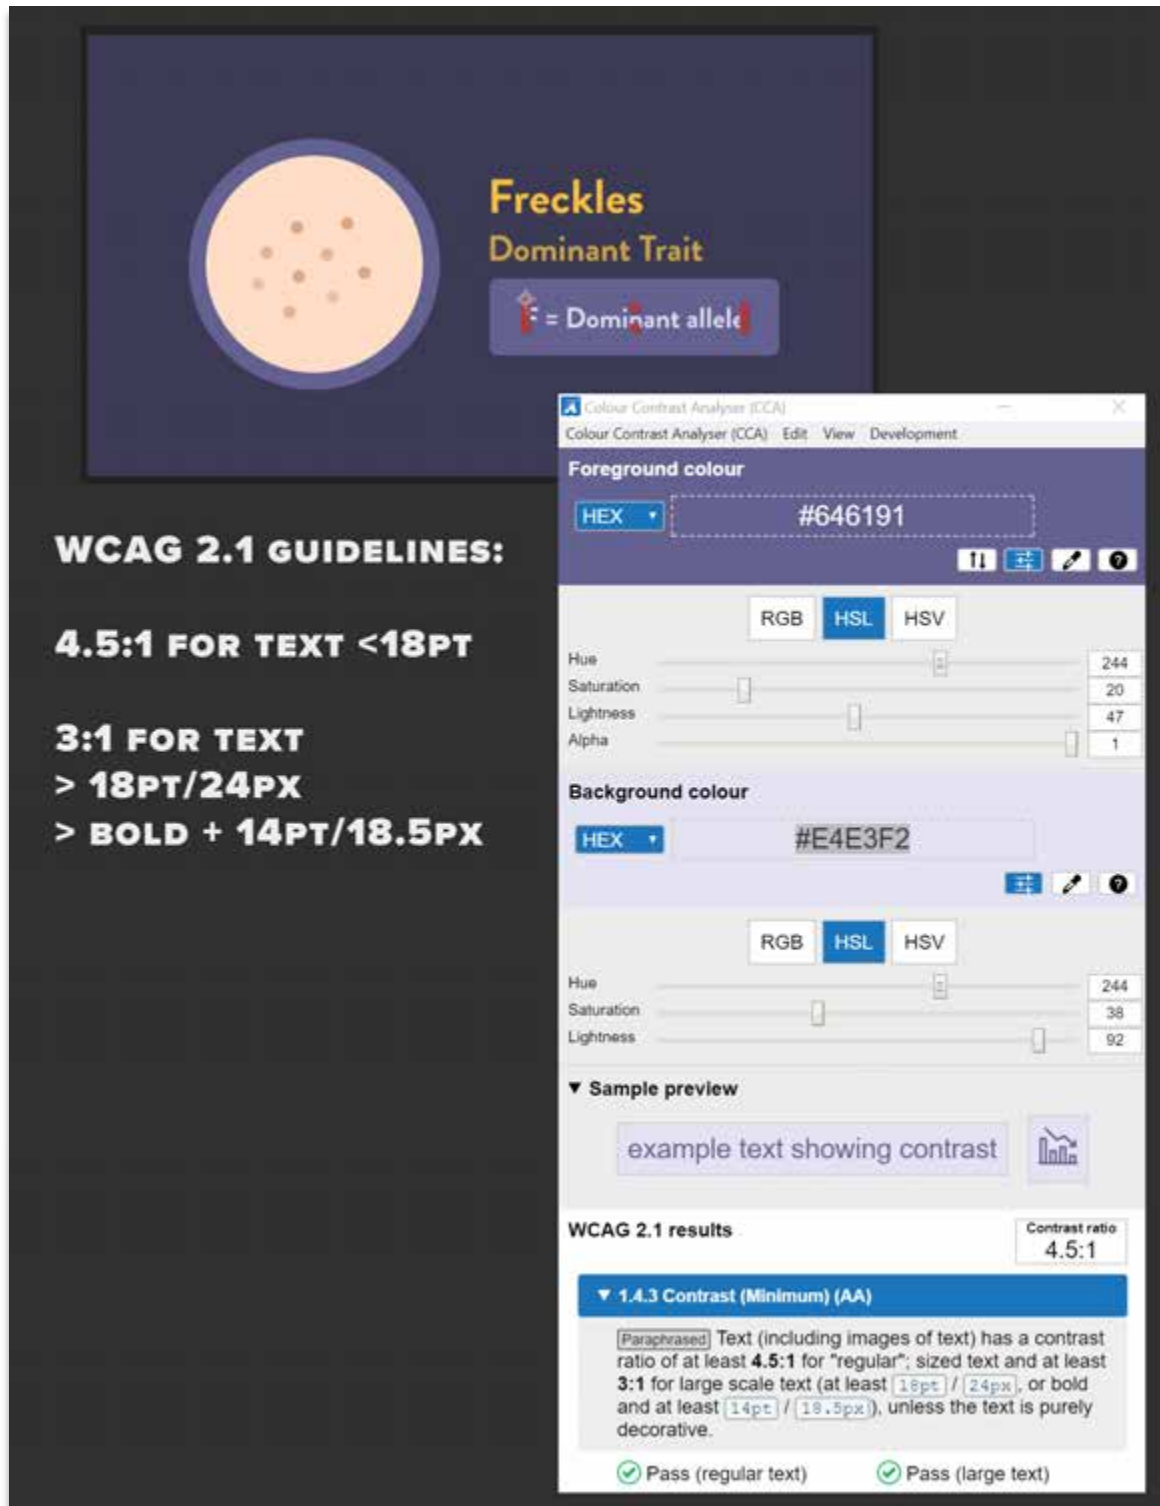 Freckles
Dominant Trait
F = Dominant allele
Colour Contrast Analyser (CCA)
Colour Contrast Analyser (CCA) Edit View Development
Foreground colour
HEX #646191
RGB HSL HSV
Hue 244
Saturation 20
Lightness 47
Alpha 1
WCAG 2.1 GUIDELINES:
4.5:1 FOR TEXT <18PT
3:1 FOR TEXT
> 18PT/24PX
> BOLD + 14PT/18.5PX
Background colour
HEX #E4E3F2
RGB HSL HSV
Hue 244
Saturation 38
Lightness 92
▼ Sample preview
example text showing contrast
WCAG 2.1 results
Contrast ratio
4.5:1
▼ 1.4.3 Contrast (Minimum) (AA)
Paraphrased Text (including images of text) has a contrast
ratio of at least 4.5:1 for "regular"; sized text and at least
3:1 for large scale text (at least 18pt / 24px, or bold
and at least 14pt / 18.5px), unless the text is purely
decorative.
Pass (regular text) Pass (large text)